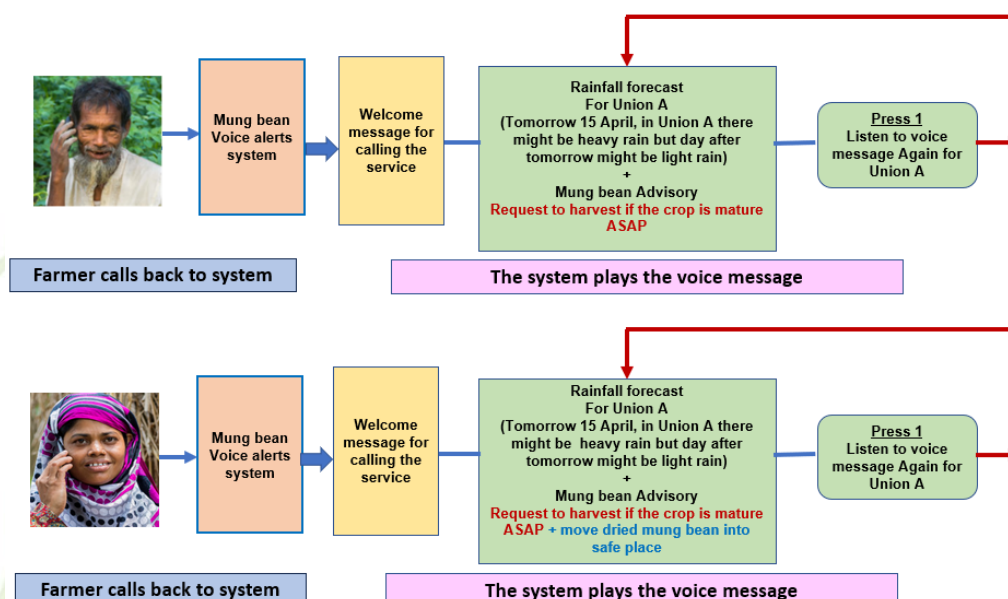 Mung bean
Voice alerts
system
Welcome
message for
calling the
service
Rainfall forecast
For Union A
(Tomorrow 15 April, in Union A there
might be heavy rain but day after
tomorrow might be light rain)
+
Mung bean Advisory
Request to harvest if the crop is mature
ASAP
Press 1
Listen to voice
message Again for
Union A
Farmer calls back to system
The system plays the voice message
Mung bean
Voice alerts
system
Welcome
message for
calling the
service
Rainfall forecast
For Union A
(Tomorrow 15 April, in Union A there
might be heavy rain but day after
tomorrow might be light rain)
+
Mung bean Advisory
Request to harvest if the crop is mature
ASAP + move dried mung bean into
safe place
Press 1
Listen to voice
message Again for
Union A
Farmer calls back to system
The system plays the voice message